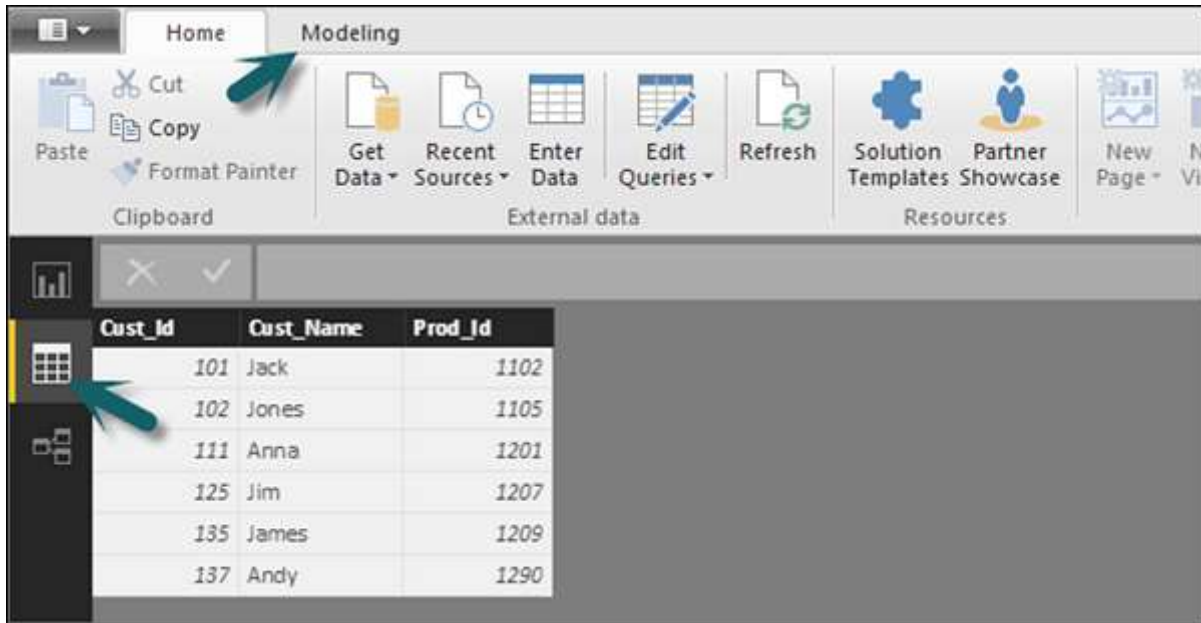 Home Modeling
Cut
Copy
Paste
Format Painter
Clipboard
Get Data
Recent Sources
Enter Data
Edit Queries
Refresh
External data
Solution Templates
Partner Showcase
Resources
New Page
Cust_Id Cust_Name Prod_Id
101 Jack 1102
102 Jones 1105
111 Anna 1201
125 Jim 1207
135 James 1209
137 Andy 1290